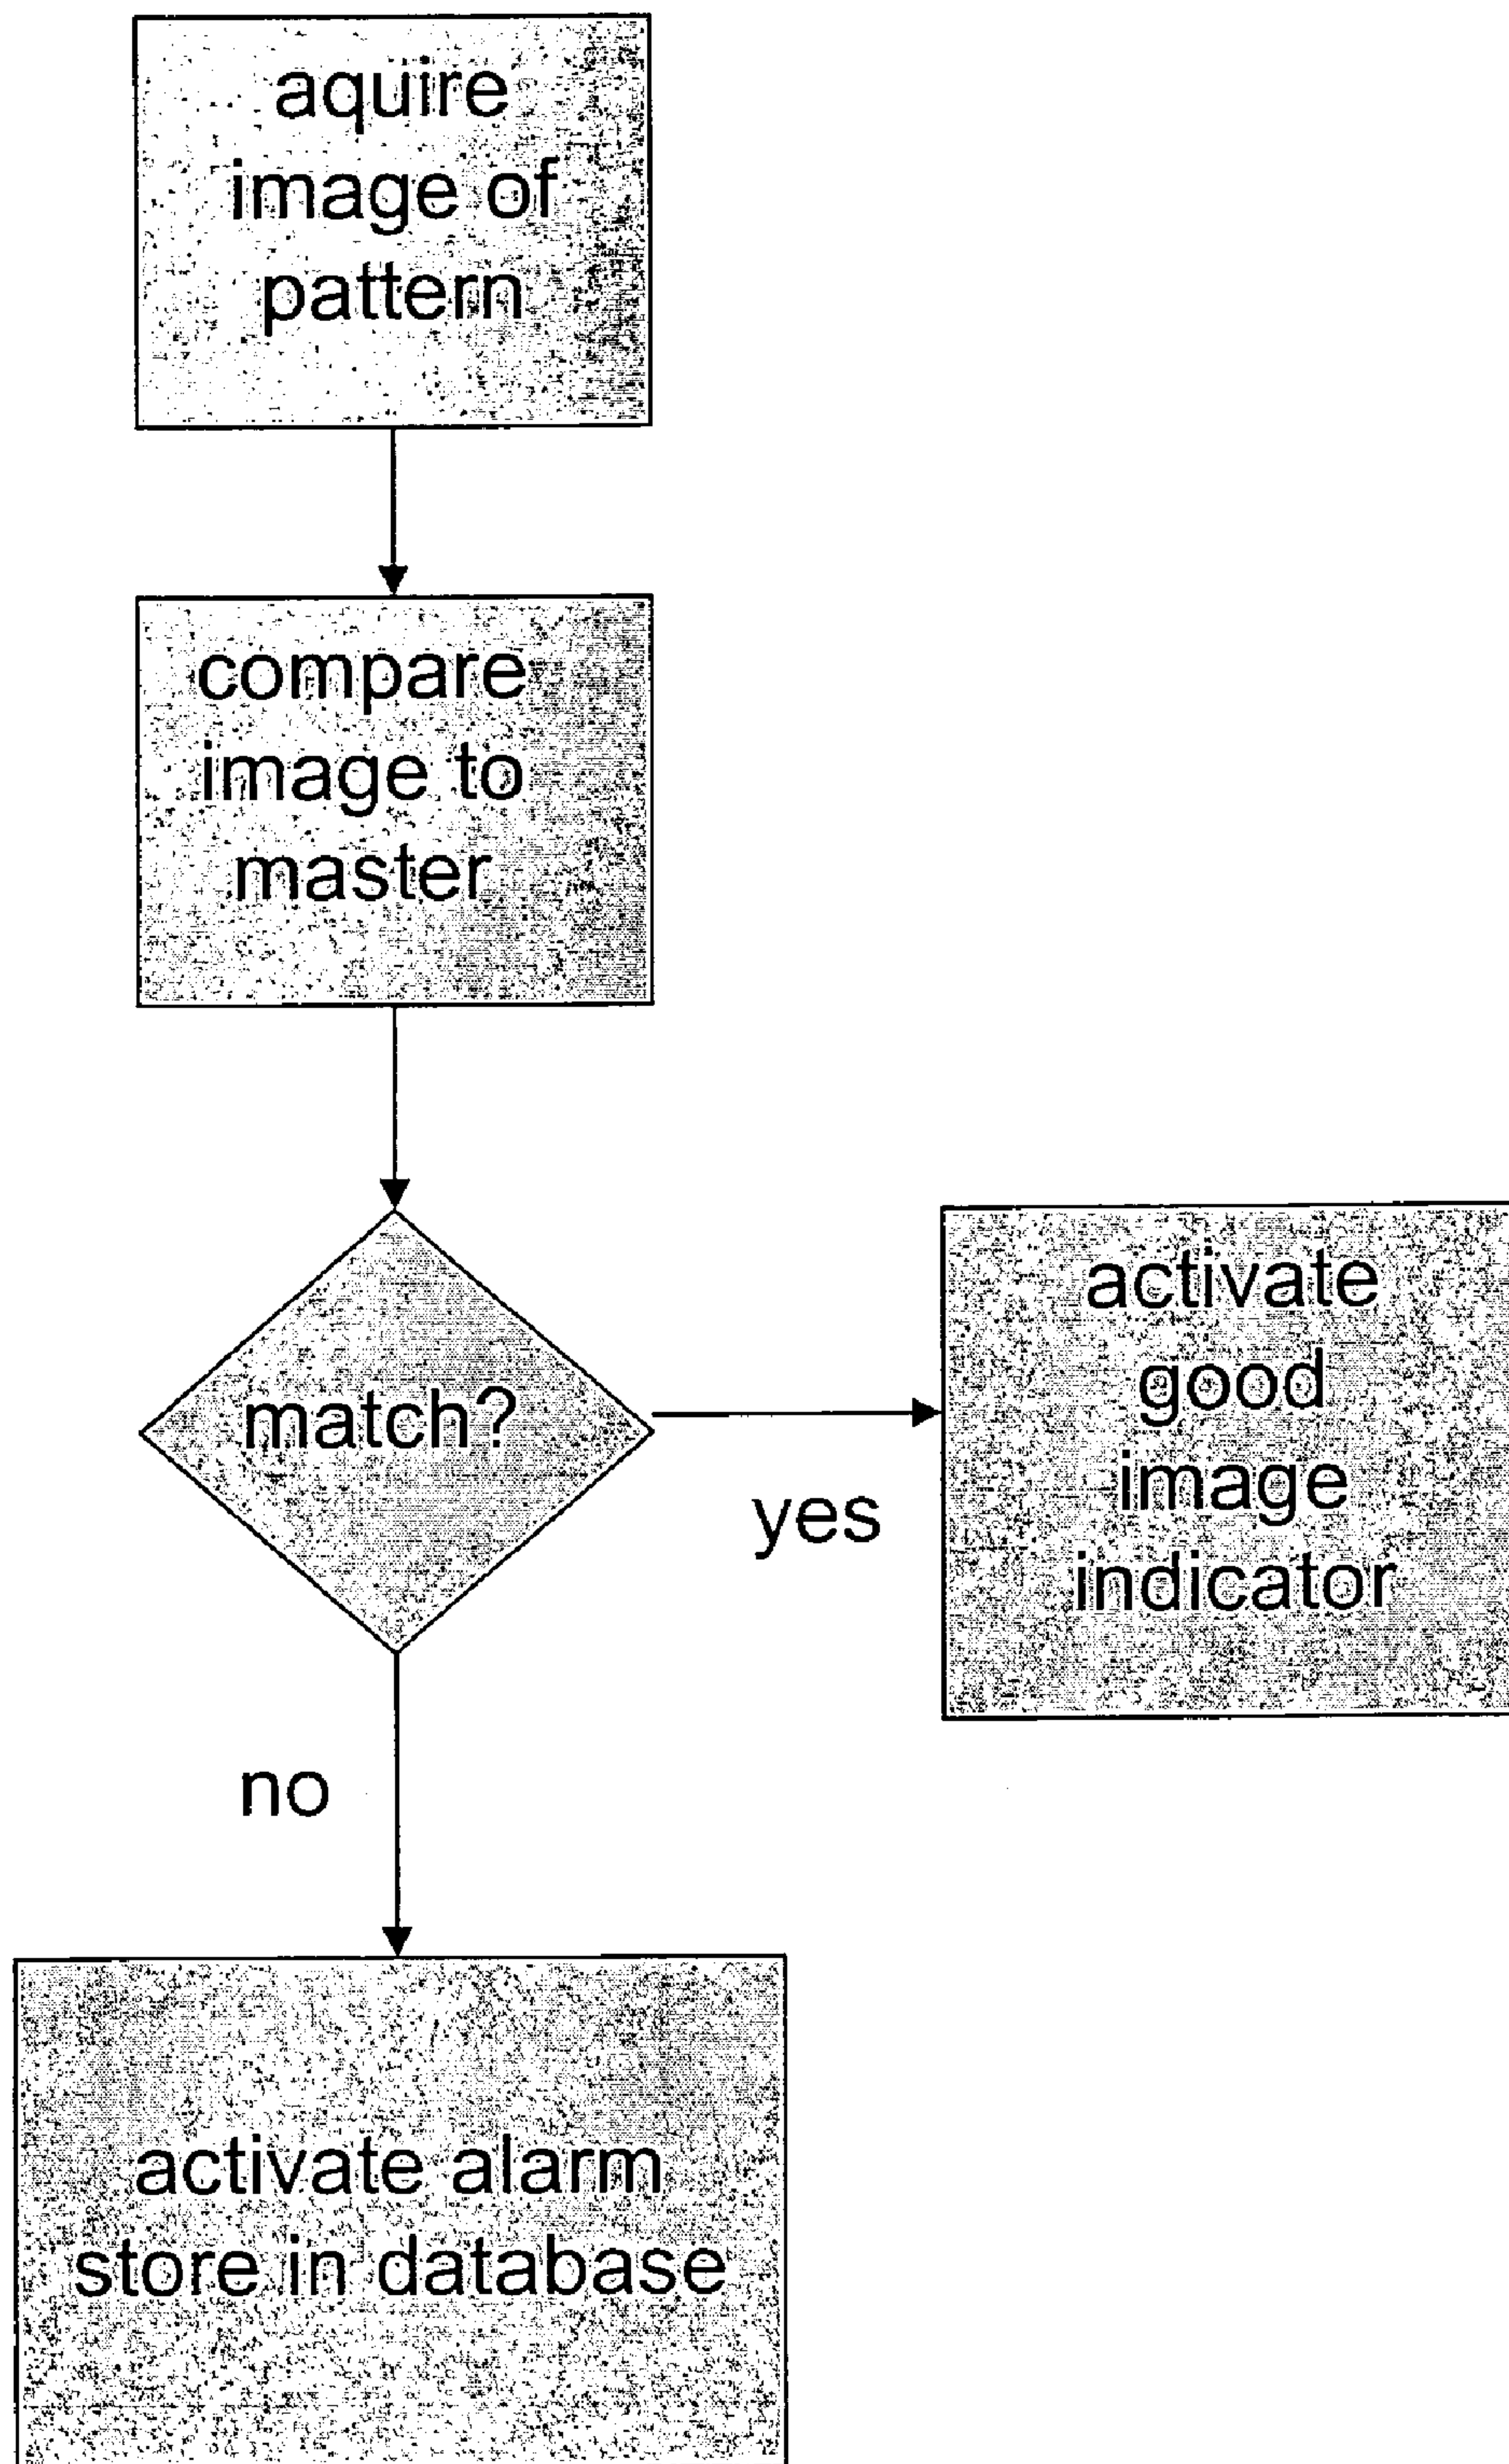 aquire
image of
pattern
compare
image to
master
match?
yes
activate
good
image
indicator
no
activate alarm
store in database